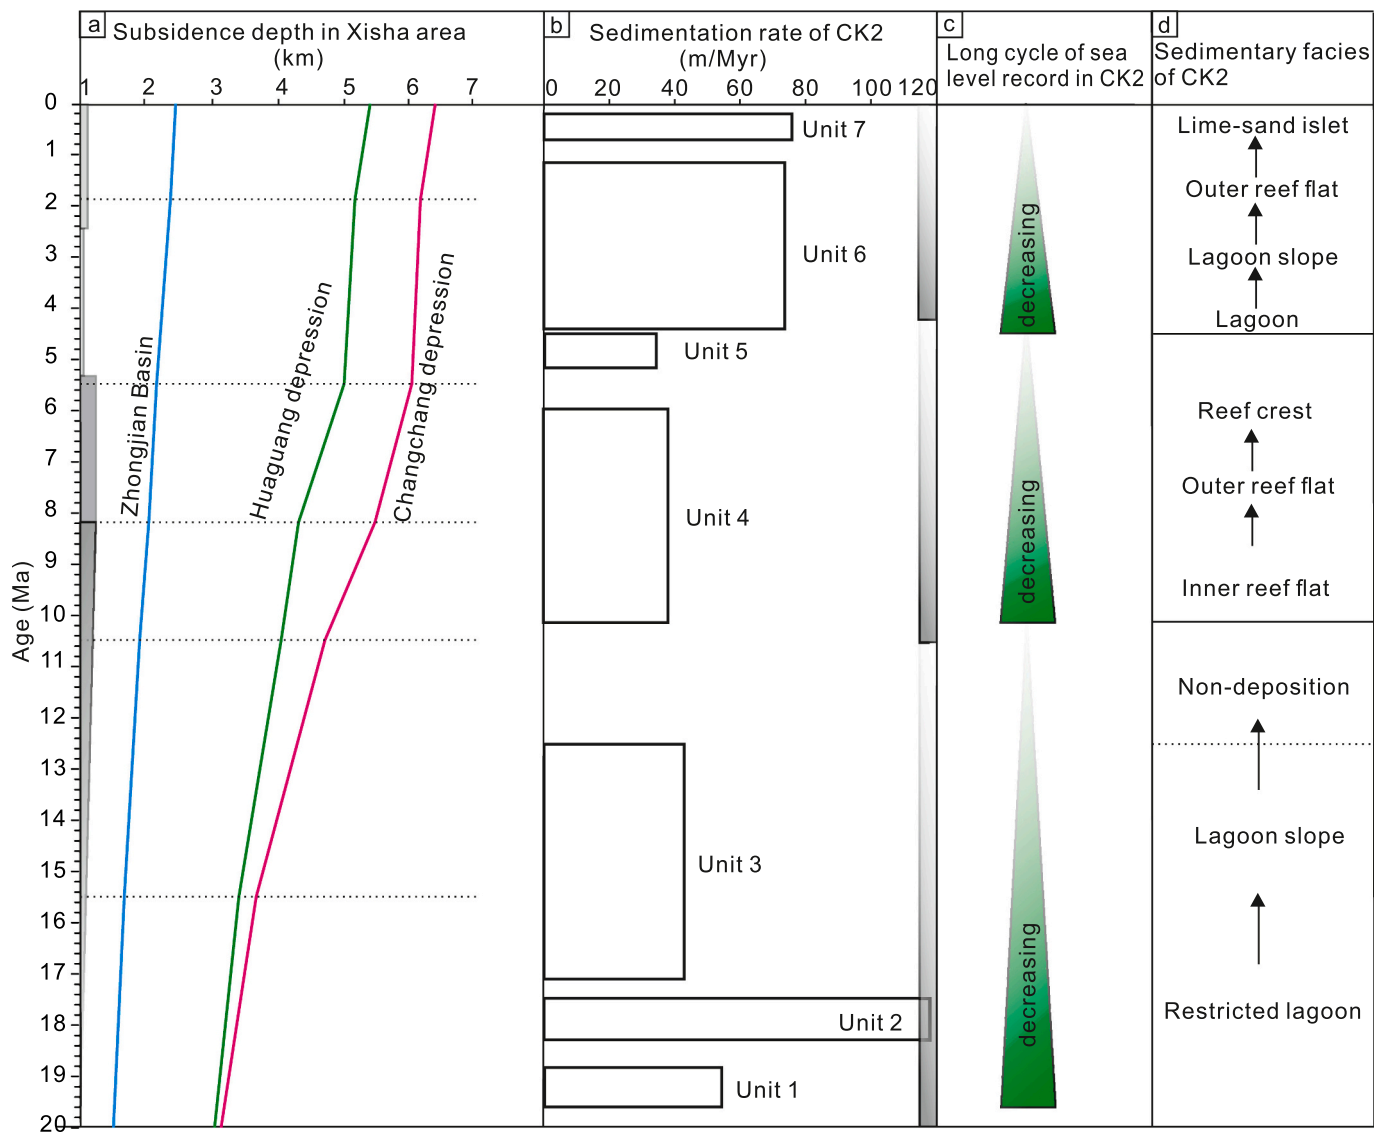 a
Subsidence depth in Xisha area
(km)
1 2 3 4 5 6 7
b
Sedimentation rate of CK2
(m/Myr)
0 20 40 60 80 100 120
c
Long cycle of sea
level record in CK2
d
Sedimentary facies
of CK2
Age (Ma)
0
1
2
3
4
5
6
7
8
9
10
11
12
13
14
15
16
17
18
19
20
Zhongjian Basin
Huaguang depression
Changchang depression
Unit 7
Unit 6
Unit 5
Unit 4
Unit 3
Unit 2
Unit 1
decreasing
decreasing
decreasing
Lime-sand islet
Outer reef flat
Lagoon slope
Lagoon
Reef crest
Outer reef flat
Inner reef flat
Non-deposition
Lagoon slope
Restricted lagoon